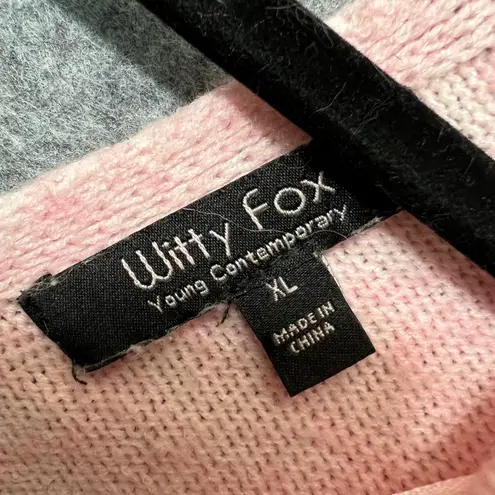 Witty Fox
Young Contemporary
XL
MADE IN
CHINA